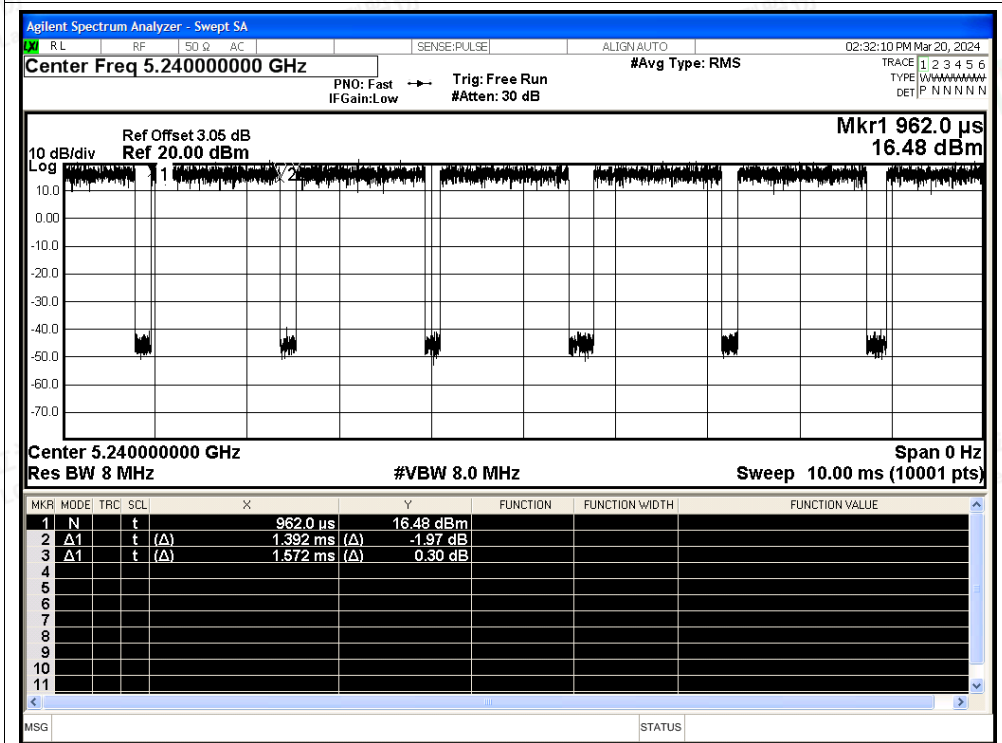 Agilent Spectrum Analyzer - Swept SA
LXI RL RF 50 Ω AC SENSE:PULSE ALIGN AUTO 02:32:10 PM Mar 20, 2024
Center Freq 5.240000000 GHz
PNO: Fast
IFGain:Low
Trig: Free Run
#Atten: 30 dB
#Avg Type: RMS
TRACE 1 2 3 4 5 6
TYPE W
DET P N N N N N
Mkr1 962.0 µs
16.48 dBm
Ref Offset 3.05 dB
10 dB/div Ref 20.00 dBm
Log
1
2
10.0
0.00
-10.0
-20.0
-30.0
-40.0
-50.0
-60.0
-70.0
Center 5.240000000 GHz Span 0 Hz
Res BW 8 MHz #VBW 8.0 MHz Sweep 10.00 ms (10001 pts)
MKR MODE TRC SCL X Y FUNCTION FUNCTION WIDTH FUNCTION VALUE
1 N t 962.0 µs 16.48 dBm
2 Δ1 t (Δ) 1.392 ms (Δ) -1.97 dB
3 Δ1 t (Δ) 1.572 ms (Δ) 0.30 dB
4
5
6
7
8
9
10
11
MSG STATUS